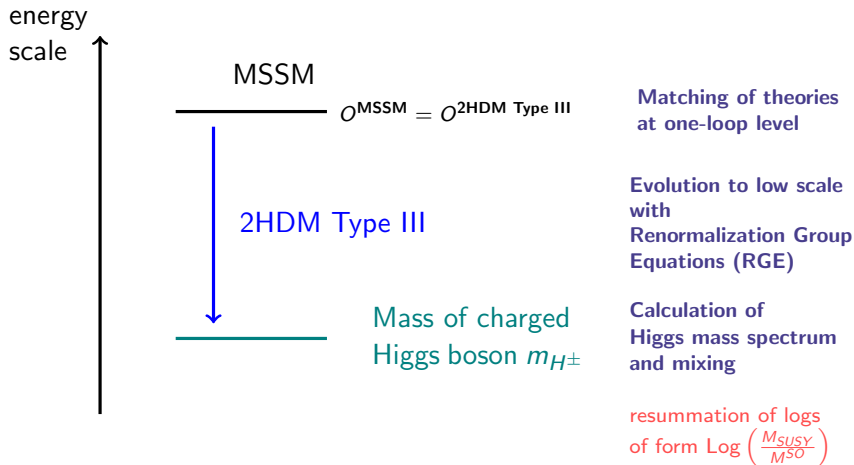 energy
scale
MSSM
O^MSSM = O^2HDM Type III
Matching of theories
at one-loop level
2HDM Type III
Evolution to low scale
with
Renormalization Group
Equations (RGE)
Mass of charged
Higgs boson m_H±
Calculation of
Higgs mass spectrum
and mixing
resummation of logs
of form Log (M_SUSY / M^SO)